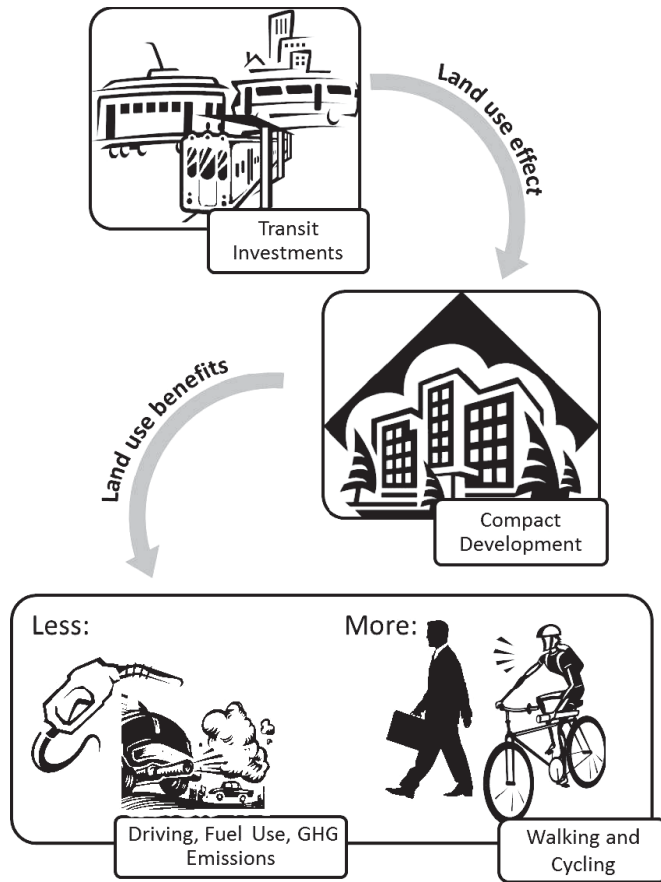 Land use effect
Transit
Investments
Land use benefits
Compact
Development
Less:
More:
Driving, Fuel Use, GHG
Emissions
Walking and
Cycling